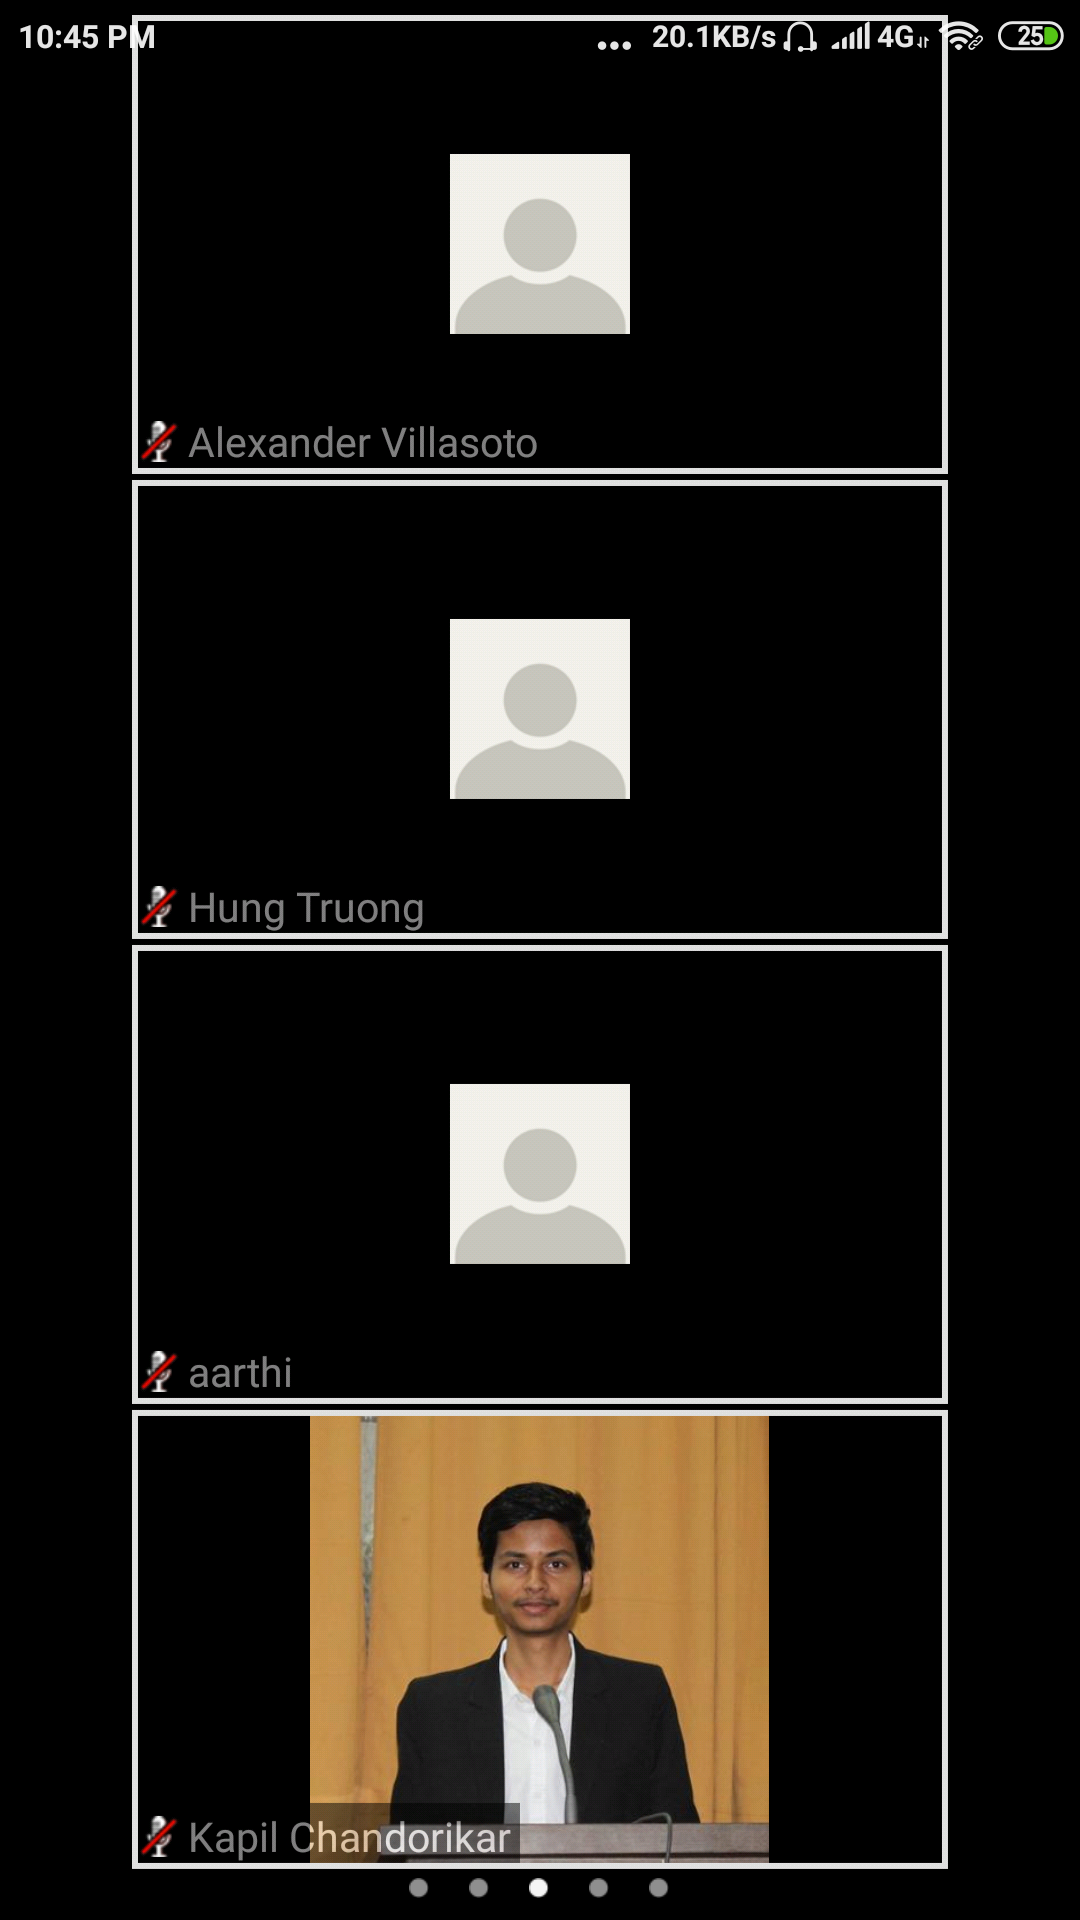 10:45 PM ... 20.1KB/s 4G 25
Alexander Villasoto
Hung Truong
aarthi
Kapil Chandorikar